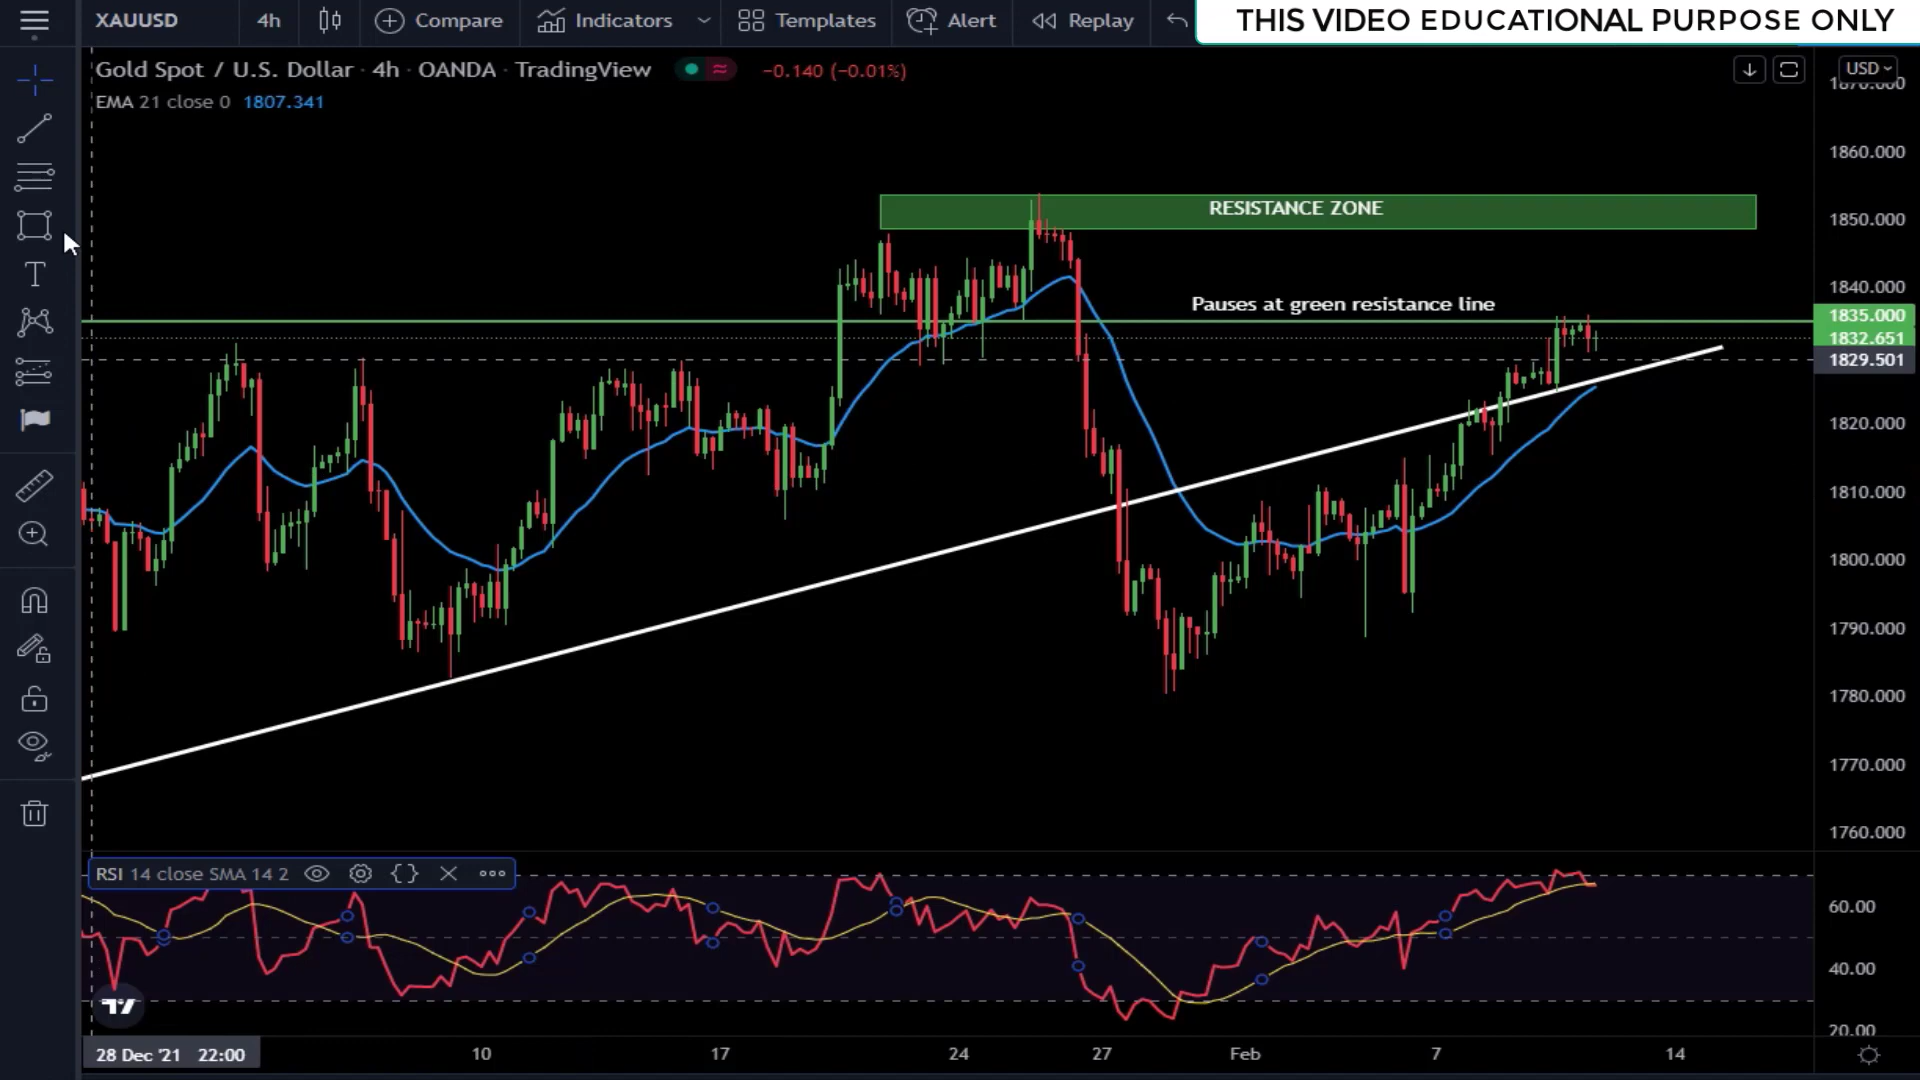 XAUUSD 4h Compare Indicators Templates Alert Replay THIS VIDEO EDUCATIONAL PURPOSE ONLY
Gold Spot / U.S. Dollar · 4h · OANDA · TradingView −0.140 (−0.01%) USD
1870.000
EMA 21 close 0 1807.341
1860.000
RESISTANCE ZONE
1850.000
1840.000
Pauses at green resistance line
1835.000
1832.651
1829.501
1820.000
1810.000
1800.000
1790.000
1780.000
1770.000
1760.000
RSI 14 close SMA 14 2
60.00
40.00
20.00
28 Dec '21 22:00 10 17 24 27 Feb 7 14